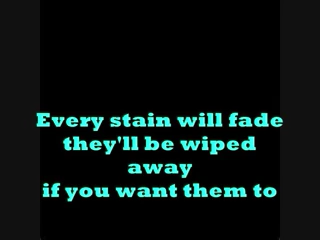 Every stain will fade
they'll be wiped
away
if you want them to